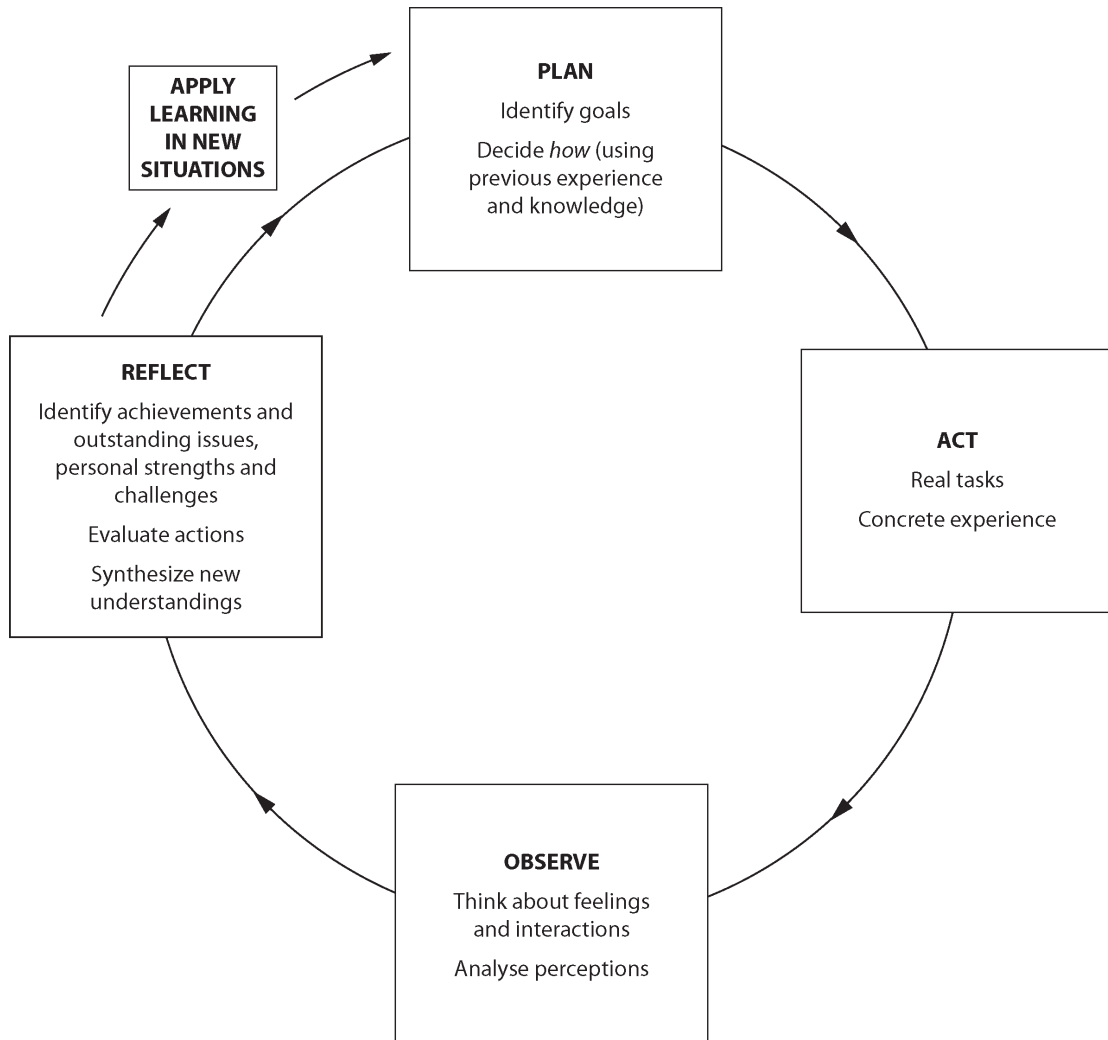 APPLY
LEARNING
IN NEW
SITUATIONS
PLAN
Identify goals
Decide how (using
previous experience
and knowledge)
ACT
Real tasks
Concrete experience
OBSERVE
Think about feelings
and interactions
Analyse perceptions
REFLECT
Identify achievements and
outstanding issues,
personal strengths and
challenges
Evaluate actions
Synthesize new
understandings